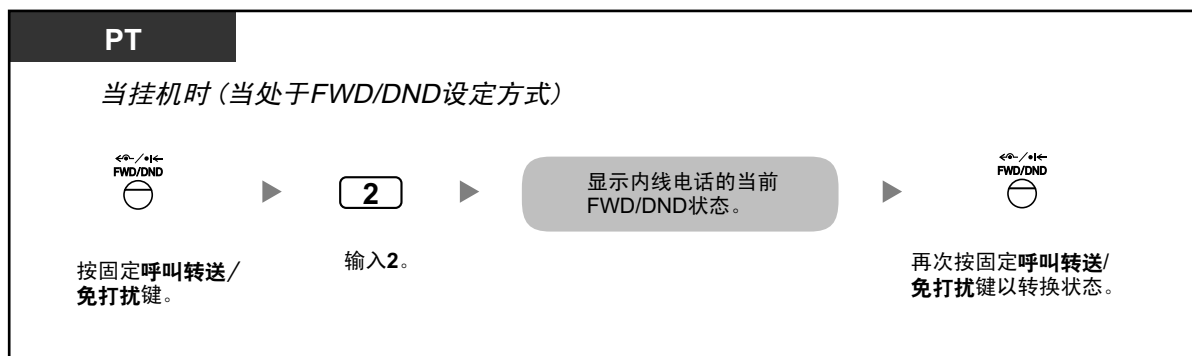 PT
当挂机时（当处于FWD/DND设定方式）
FWD/DND
按固定呼叫转送/
免打扰键。
2
输入2。
显示内线电话的当前
FWD/DND状态。
FWD/DND
再次按固定呼叫转送/
免打扰键以转换状态。